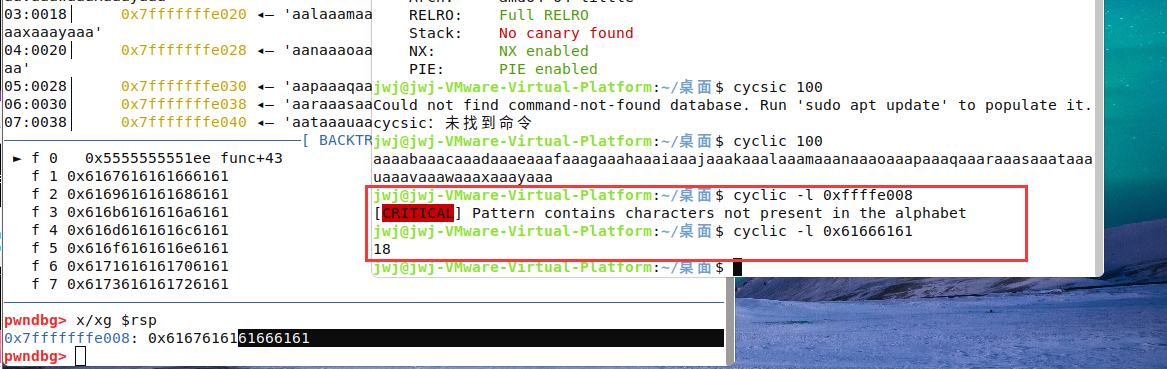 03:0018│ 0x7fffffffe020 ◂— 'aalaaamaa
aaxaaayaaa'
04:0020│ 0x7fffffffe028 ◂— 'aanaaaoaa
aa'
05:0028│ 0x7fffffffe030 ◂— 'aapaaaqaa
06:0030│ 0x7fffffffe038 ◂— 'aaraaasaa
07:0038│ 0x7fffffffe040 ◂— 'aataaauaa
[ BACKTR
► f 0 0x5555555551ee func+43
f 1 0x6167616161666161
f 2 0x6169616161686161
f 3 0x616b6161616a6161
f 4 0x616d6161616c6161
f 5 0x616f6161616e6161
f 6 0x6171616161706161
f 7 0x6173616161726161
pwndbg> x/xg $rsp
0x7fffffffe008: 0x6167616161666161
pwndbg>
RELRO: Full RELRO
Stack: No canary found
NX: NX enabled
PIE: PIE enabled
jwj@jwj-VMware-Virtual-Platform:~/桌面$ cycsic 100
Could not find command-not-found database. Run 'sudo apt update' to populate it.
cycsic: 未找到命令
jwj@jwj-VMware-Virtual-Platform:~/桌面$ cyclic 100
aaaabaaacaaadaaaeaaafaaagaaahaaaiaaajaaakaaalaaamaaanaaaoaaapaaaqaaaraaasaaataaa
uaaavaaawaaaxaaayaaa
jwj@jwj-VMware-Virtual-Platform:~/桌面$ cyclic -l 0xffffe008
[CRITICAL] Pattern contains characters not present in the alphabet
jwj@jwj-VMware-Virtual-Platform:~/桌面$ cyclic -l 0x61666161
18
jwj@jwj-VMware-Virtual-Platform:~/桌面$